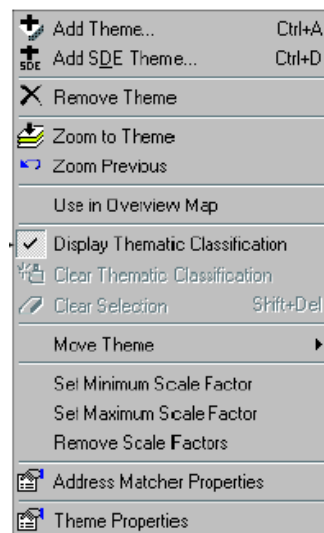 Add Theme... Ctrl+A
SDE Add SDE Theme... Ctrl+D
Remove Theme
Zoom to Theme
Zoom Previous
Use in Overview Map
Display Thematic Classification
Clear Thematic Classification
Clear Selection Shift+Del
Move Theme
Set Minimum Scale Factor
Set Maximum Scale Factor
Remove Scale Factors
Address Matcher Properties
Theme Properties